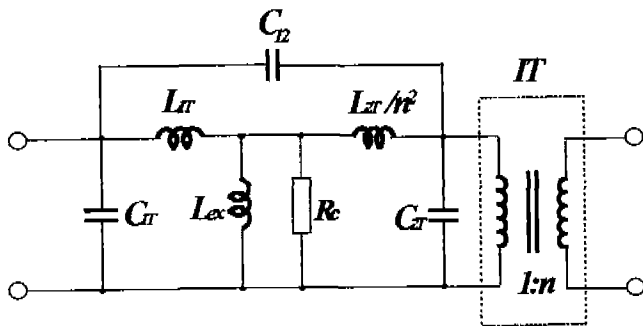 C12
IT
L1T
L2T/n²
C1T
Lex
Rc
C2T
1:n